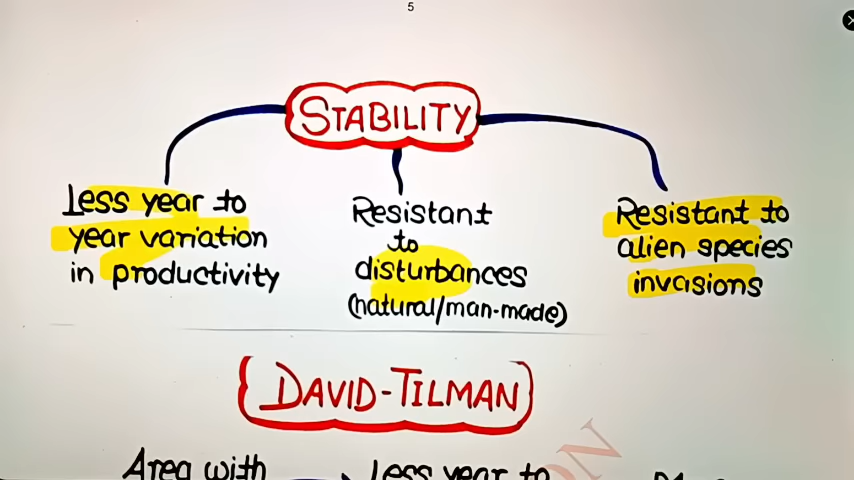 5
STABILITY
Less year to
year variation
in productivity
Resistant
to
disturbances
(natural/man-made)
Resistant to
alien species
invasions
DAVID-TILMAN
Area with
Less year to